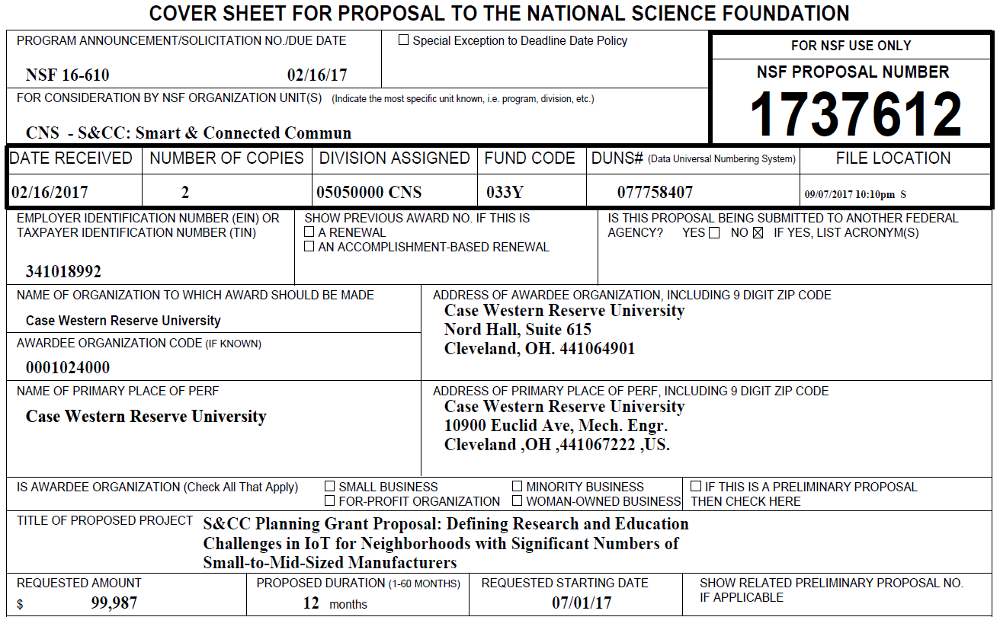 COVER SHEET FOR PROPOSAL TO THE NATIONAL SCIENCE FOUNDATION
PROGRAM ANNOUNCEMENT/SOLICITATION NO./DUE DATE
NSF 16-610 02/16/17
Special Exception to Deadline Date Policy
FOR NSF USE ONLY
NSF PROPOSAL NUMBER
1737612
FOR CONSIDERATION BY NSF ORGANIZATION UNIT(S) (Indicate the most specific unit known, i.e. program, division, etc.)
CNS - S&CC: Smart & Connected Commun
DATE RECEIVED NUMBER OF COPIES DIVISION ASSIGNED FUND CODE DUNS# (Data Universal Numbering System) FILE LOCATION
02/16/2017 2 05050000 CNS 033Y 077758407 09/07/2017 10:10pm S
EMPLOYER IDENTIFICATION NUMBER (EIN) OR
TAXPAYER IDENTIFICATION NUMBER (TIN)
341018992
SHOW PREVIOUS AWARD NO. IF THIS IS
A RENEWAL
AN ACCOMPLISHMENT-BASED RENEWAL
IS THIS PROPOSAL BEING SUBMITTED TO ANOTHER FEDERAL
AGENCY? YES NO IF YES, LIST ACRONYM(S)
NAME OF ORGANIZATION TO WHICH AWARD SHOULD BE MADE
Case Western Reserve University
ADDRESS OF AWARDEE ORGANIZATION, INCLUDING 9 DIGIT ZIP CODE
Case Western Reserve University
Nord Hall, Suite 615
Cleveland, OH. 441064901
AWARDEE ORGANIZATION CODE (IF KNOWN)
0001024000
NAME OF PRIMARY PLACE OF PERF
Case Western Reserve University
ADDRESS OF PRIMARY PLACE OF PERF, INCLUDING 9 DIGIT ZIP CODE
Case Western Reserve University
10900 Euclid Ave, Mech. Engr.
Cleveland ,OH ,441067222 ,US.
IS AWARDEE ORGANIZATION (Check All That Apply)
SMALL BUSINESS
FOR-PROFIT ORGANIZATION
MINORITY BUSINESS
WOMAN-OWNED BUSINESS
IF THIS IS A PRELIMINARY PROPOSAL
THEN CHECK HERE
TITLE OF PROPOSED PROJECT S&CC Planning Grant Proposal: Defining Research and Education
Challenges in IoT for Neighborhoods with Significant Numbers of
Small-to-Mid-Sized Manufacturers
REQUESTED AMOUNT
$ 99,987
PROPOSED DURATION (1-60 MONTHS)
12 months
REQUESTED STARTING DATE
07/01/17
SHOW RELATED PRELIMINARY PROPOSAL NO.
IF APPLICABLE